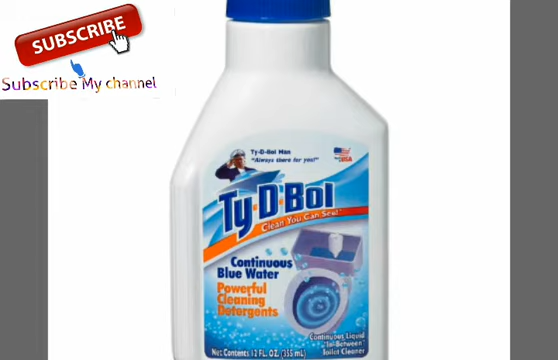 SUBSCRIBE
Subscribe My channel
Ty-D-Bol Man
"Always there for you!"
USA
Ty·D·Bol
Clean You Can See!
Continuous
Blue Water
Powerful
Cleaning
Detergents
Continuous Liquid
"In-Between"
Toilet Cleaner
Net Contents 12 FL. OZ. (355 mL)